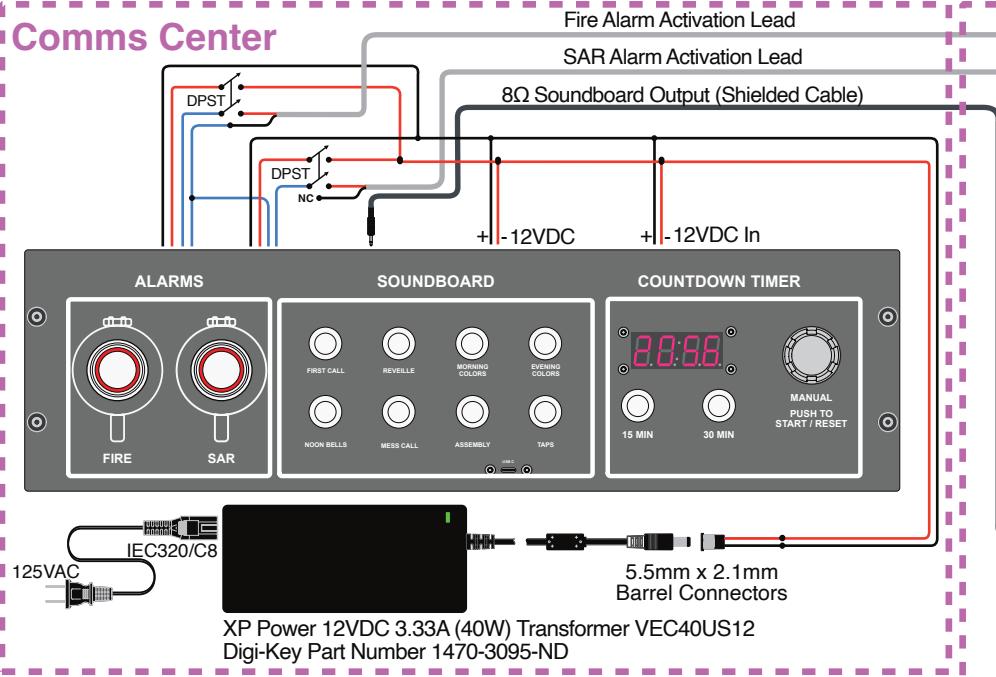 Comms Center
Fire Alarm Activation Lead
SAR Alarm Activation Lead
8Ω Soundboard Output (Shielded Cable)
DPST
DPST
NC
+ - 12VDC
+ - 12VDC In
ALARMS
SOUNDBOARD
COUNTDOWN TIMER
FIRST CALL
REVEILLE
MORNING
COLORS
EVENING
COLORS
20:56
MANUAL
PUSH TO
START / RESET
NOON BELLS
MESS CALL
ASSEMBLY
TAPS
15 MIN
30 MIN
FIRE
SAR
USB C
IEC320/C8
125VAC
5.5mm x 2.1mm
Barrel Connectors
XP Power 12VDC 3.33A (40W) Transformer VEC40US12
Digi-Key Part Number 1470-3095-ND